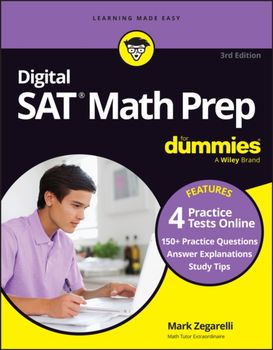 LEARNING MADE EASY
3rd Edition
Digital
SAT® Math Prep
for
dummies®
A Wiley Brand
FEATURES
4 Practice
Tests Online
150+ Practice Questions
Answer Explanations
Study Tips
Mark Zegarelli
Math Tutor Extraordinaire